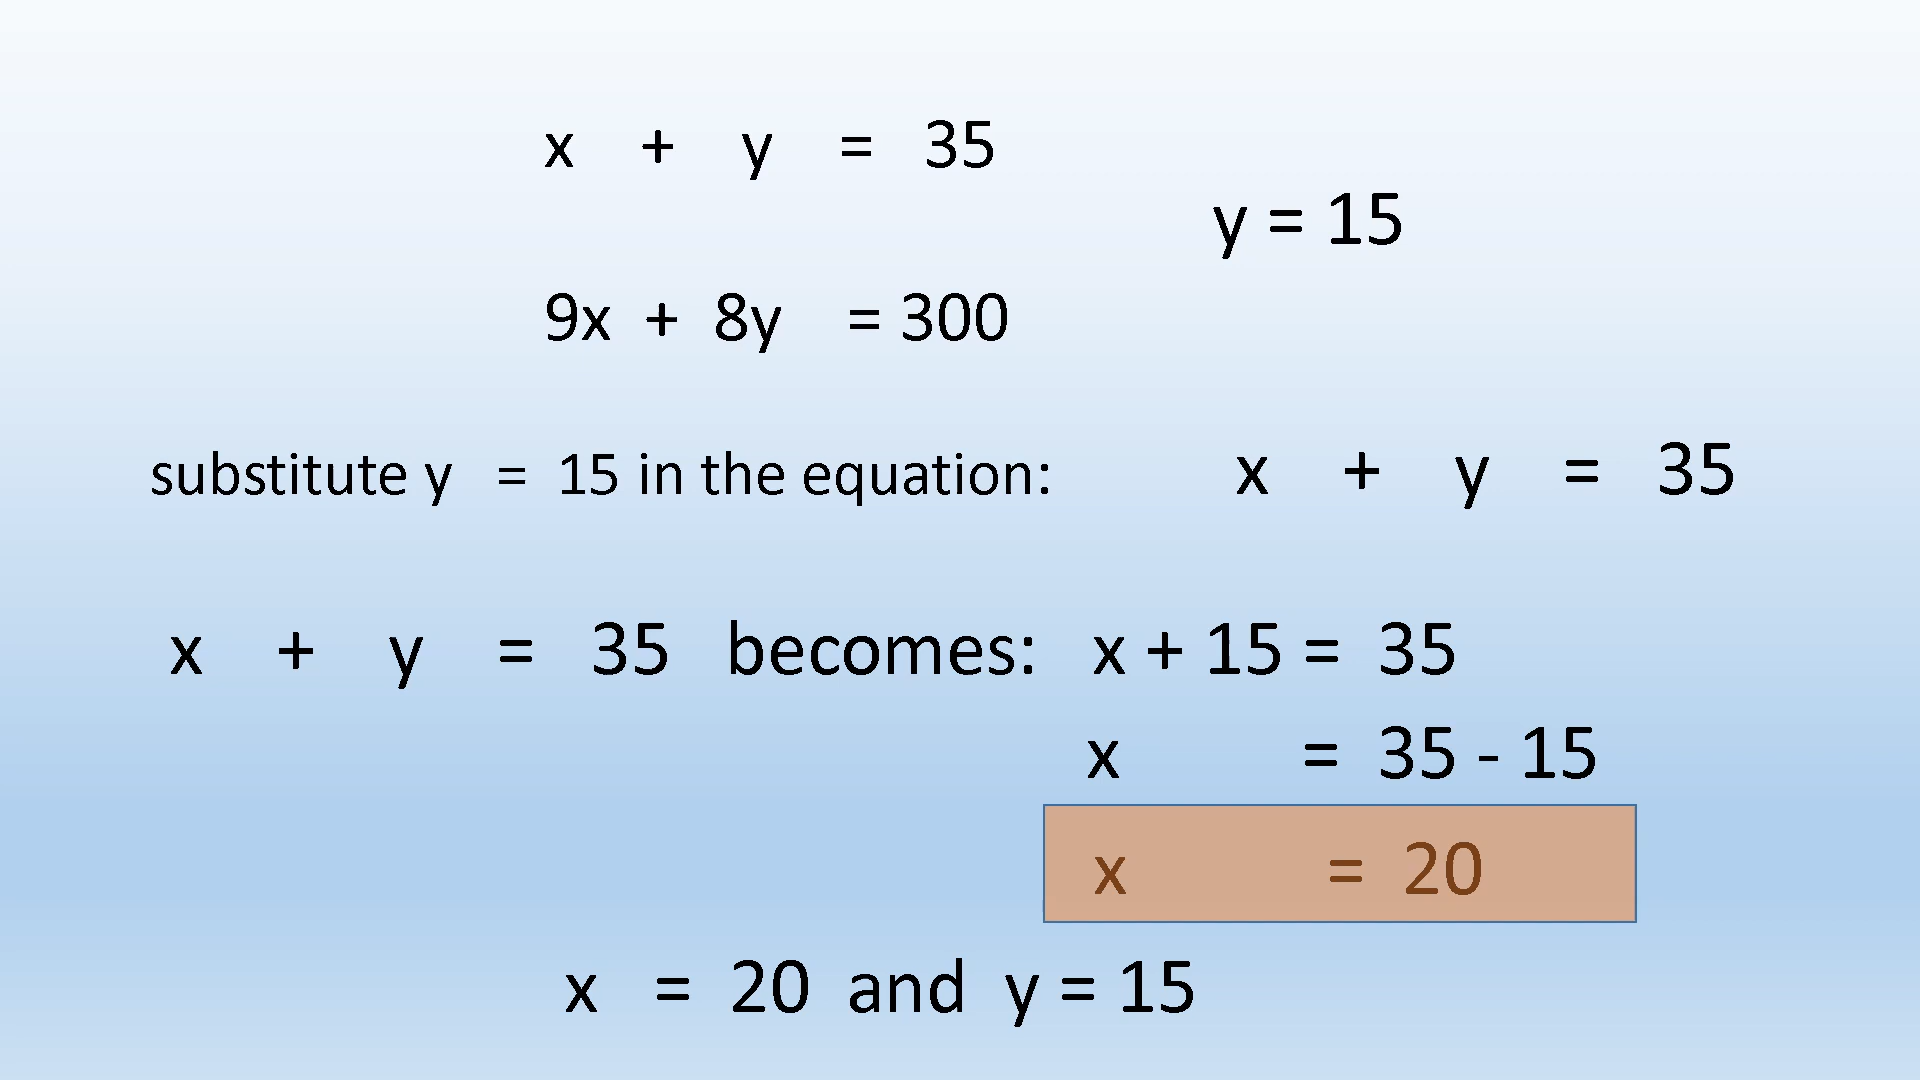 x + y = 35
y = 15
9x + 8y = 300
substitute y = 15 in the equation: x + y = 35
x + y = 35 becomes: x + 15 = 35
x = 35 - 15
x = 20
x = 20 and y = 15